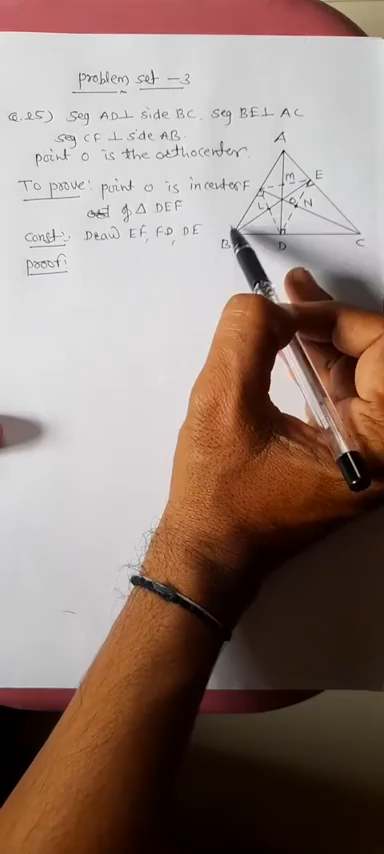 problem set - 3
Q.25) seg AD⊥ side BC, seg BE⊥ AC
seg CF ⊥ side AB.
point O is the orthocenter.
To prove: point O is incenter
of △ DEF
Const: Draw EF, FD, DE
proof:
A
F M E
L O N
B D C